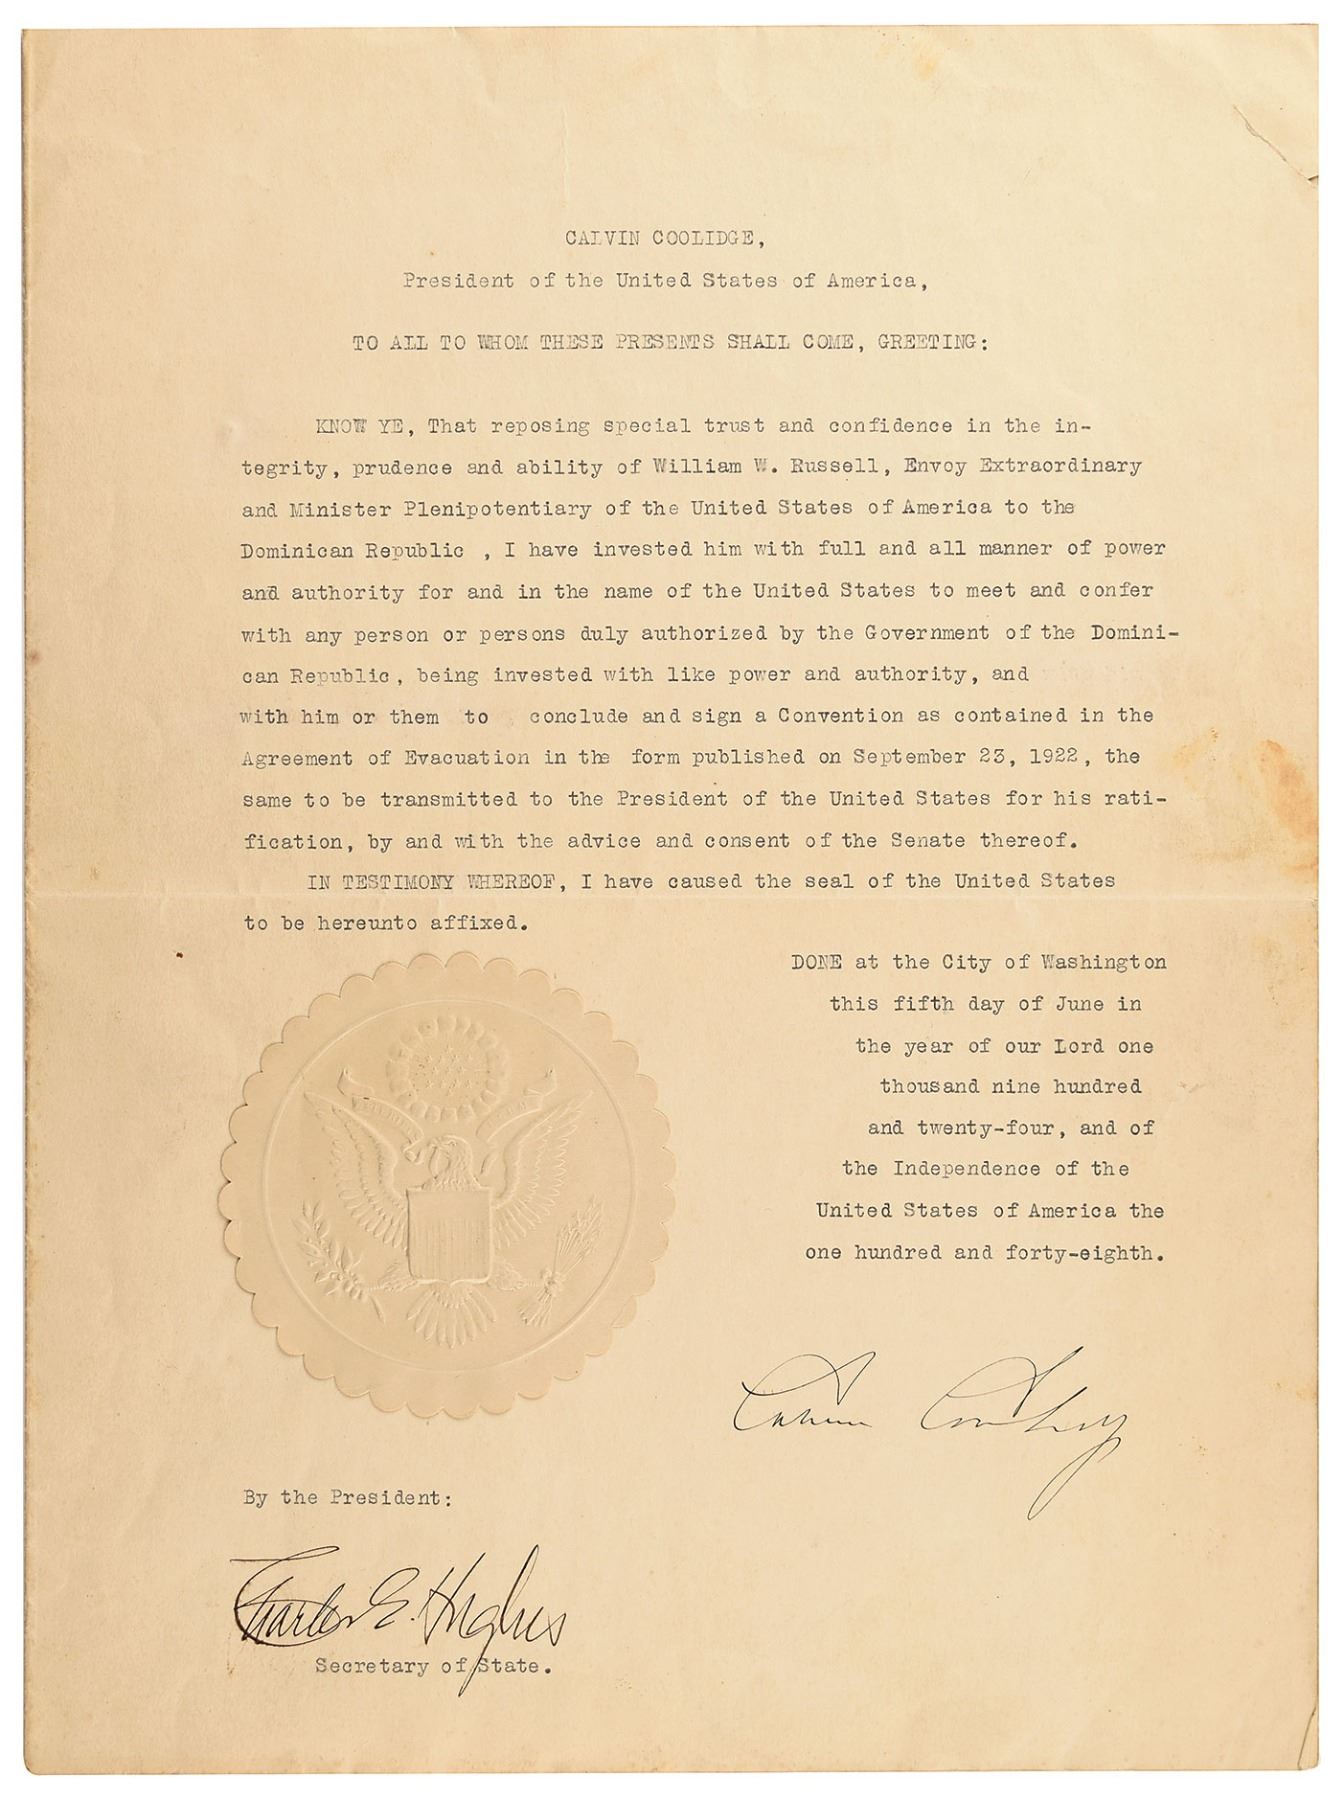 CALVIN COOLIDGE,
President of the United States of America,
TO ALL TO WHOM THESE PRESENTS SHALL COME, GREETING:
KNOW YE, That reposing special trust and confidence in the in-
tegrity, prudence and ability of William W. Russell, Envoy Extraordinary
and Minister Plenipotentiary of the United States of America to the
Dominican Republic , I have invested him with full and all manner of power
and authority for and in the name of the United States to meet and confer
with any person or persons duly authorized by the Government of the Domini-
can Republic, being invested with like power and authority, and
with him or them to conclude and sign a Convention as contained in the
Agreement of Evacuation in the form published on September 23, 1922, the
same to be transmitted to the President of the United States for his rati-
fication, by and with the advice and consent of the Senate thereof.
IN TESTIMONY WHEREOF, I have caused the seal of the United States
to be hereunto affixed.
DONE at the City of Washington
this fifth day of June in
the year of our Lord one
thousand nine hundred
and twenty-four, and of
the Independence of the
United States of America the
one hundred and forty-eighth.
Calvin Coolidge
By the President:
Charles E. Hughes
Secretary of State.